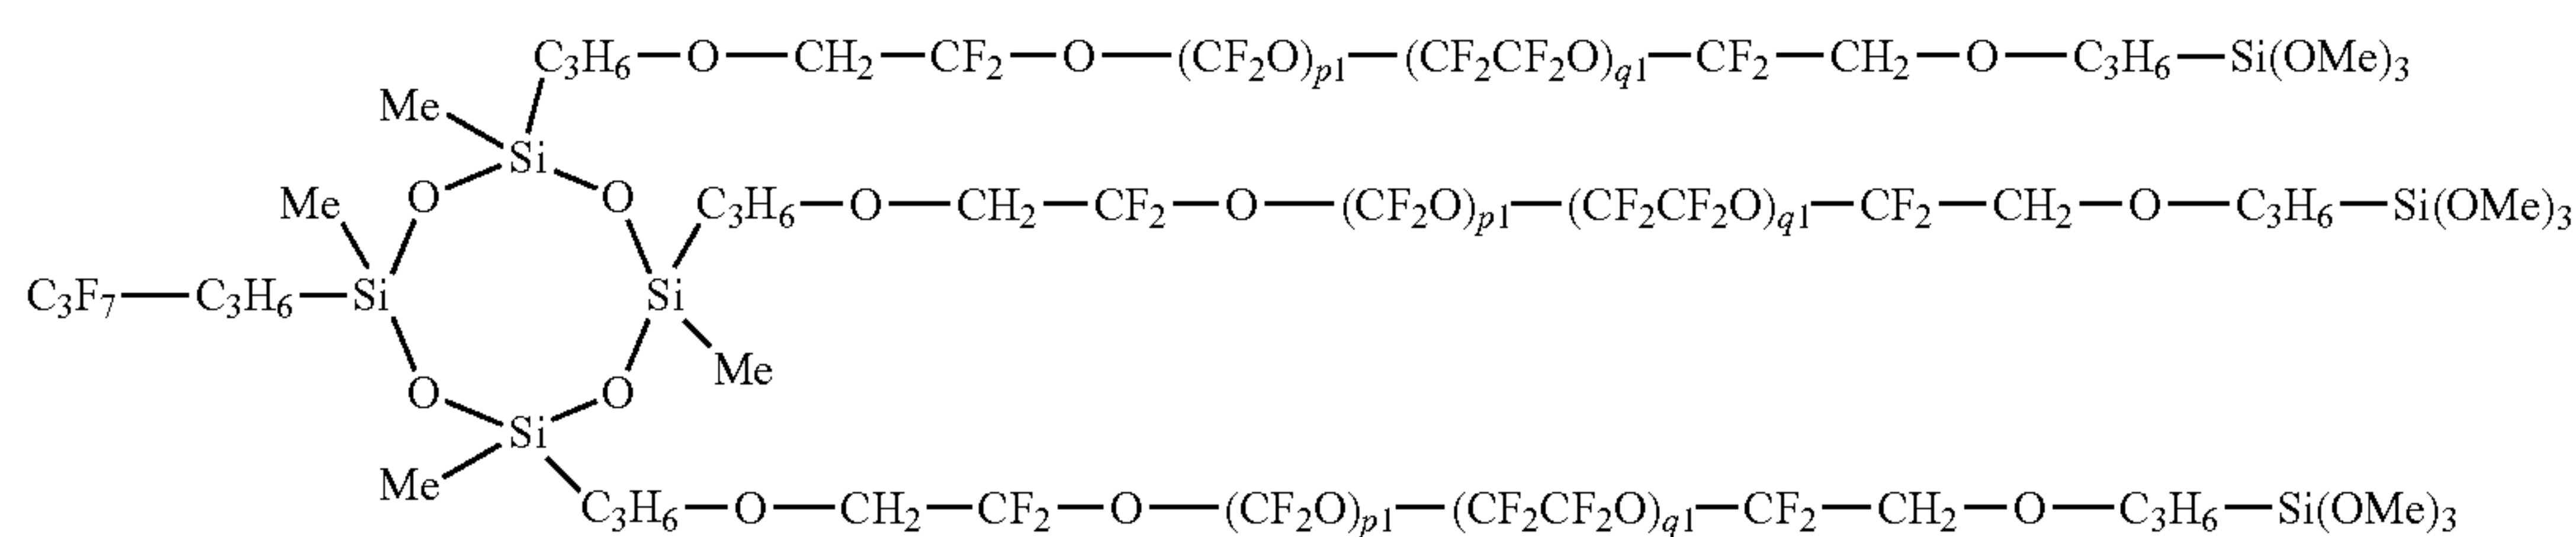 C₃H₆—O—CH₂—CF₂—O—(CF₂O)ₚ₁—(CF₂CF₂O)q1—CF₂—CH₂—O—C₃H₆—Si(OMe)₃
Me
Si
Me O O C₃H₆—O—CH₂—CF₂—O—(CF₂O)ₚ₁—(CF₂CF₂O)q1—CF₂—CH₂—O—C₃H₆—Si(OMe)₃
C₃F₇—C₃H₆—Si Si
Me
O O
Si
Me C₃H₆—O—CH₂—CF₂—O—(CF₂O)ₚ₁—(CF₂CF₂O)q1—CF₂—CH₂—O—C₃H₆—Si(OMe)₃